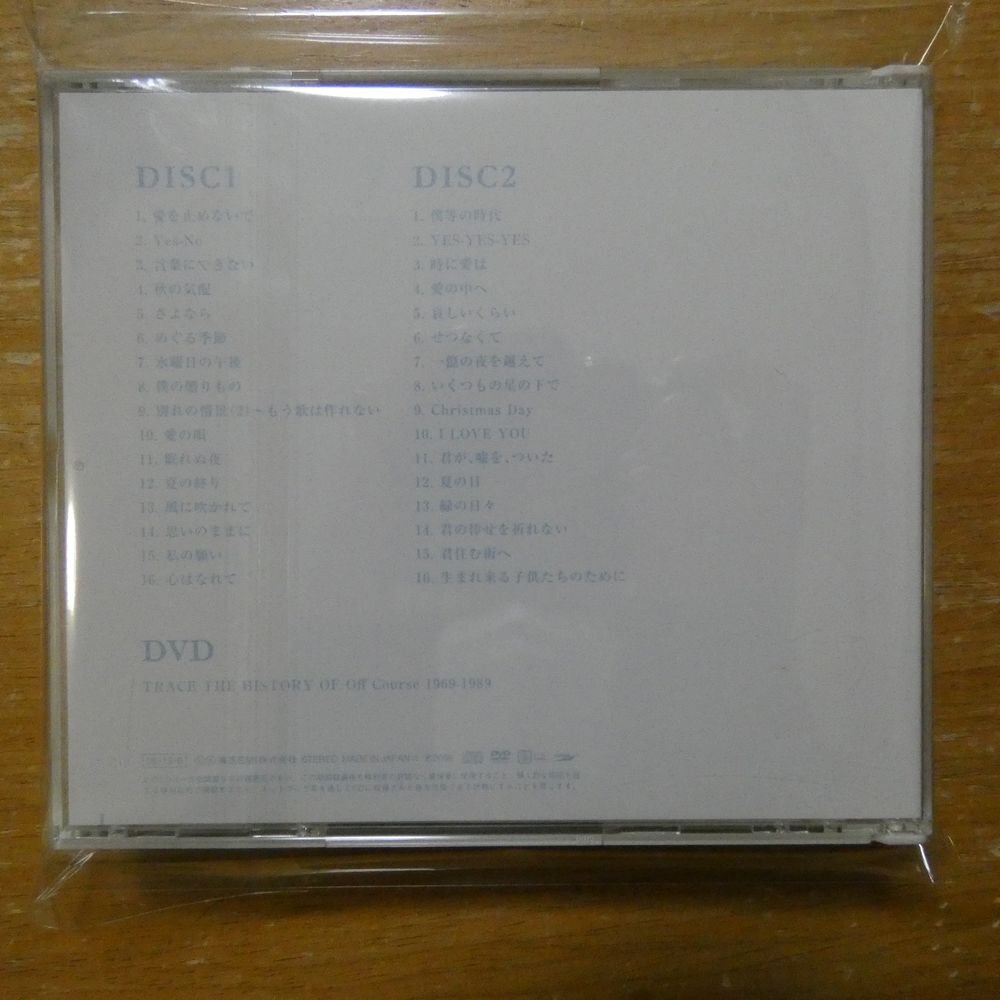 DISC1
1. 愛を止めないで
2. Yes-No
3. 言葉にできない
4. 秋の気配
5. さよなら
6. めぐる季節
7. 水曜日の午後
8. 僕の贈りもの
9. 別れの情景(2)~もう歌は作れない
10. 愛の唄
11. 眠れぬ夜
12. 夏の終り
13. 風に吹かれて
14. 思いのままに
15. 私の願い
16. 心はなれて
DISC2
1. 僕等の時代
2. YES-YES-YES
3. 時に愛は
4. 愛の中へ
5. 哀しいくらい
6. せつなくて
7. 一億の夜を越えて
8. いくつもの星の下で
9. Christmas Day
10. I LOVE YOU
11. 君が、嘘を、ついた
12. 夏の日
13. 緑の日々
14. 君の倖せを祈れない
15. 君住む街へ
16. 生まれ来る子供たちのために
DVD
TRACE THE HISTORY OF Off Course 1969-1989
STEREO MADE IN JAPAN